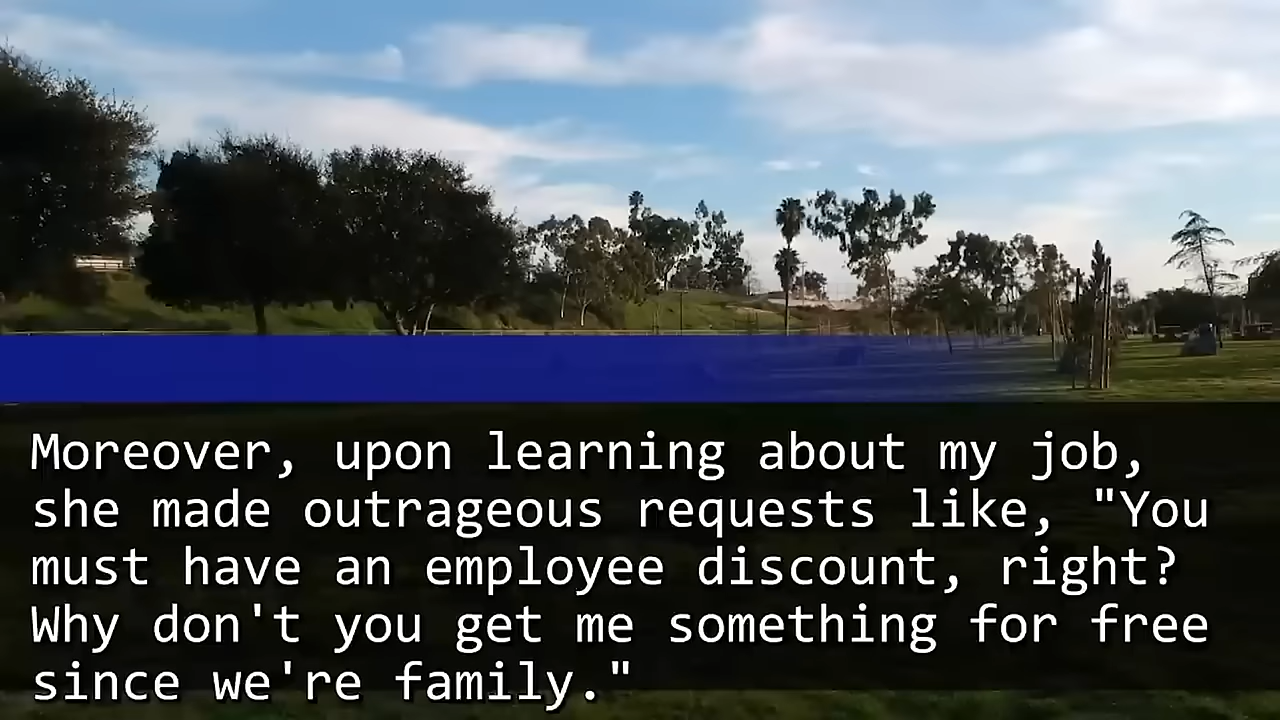 Moreover, upon learning about my job,
she made outrageous requests like, "You
must have an employee discount, right?
Why don't you get me something for free
since we're family."